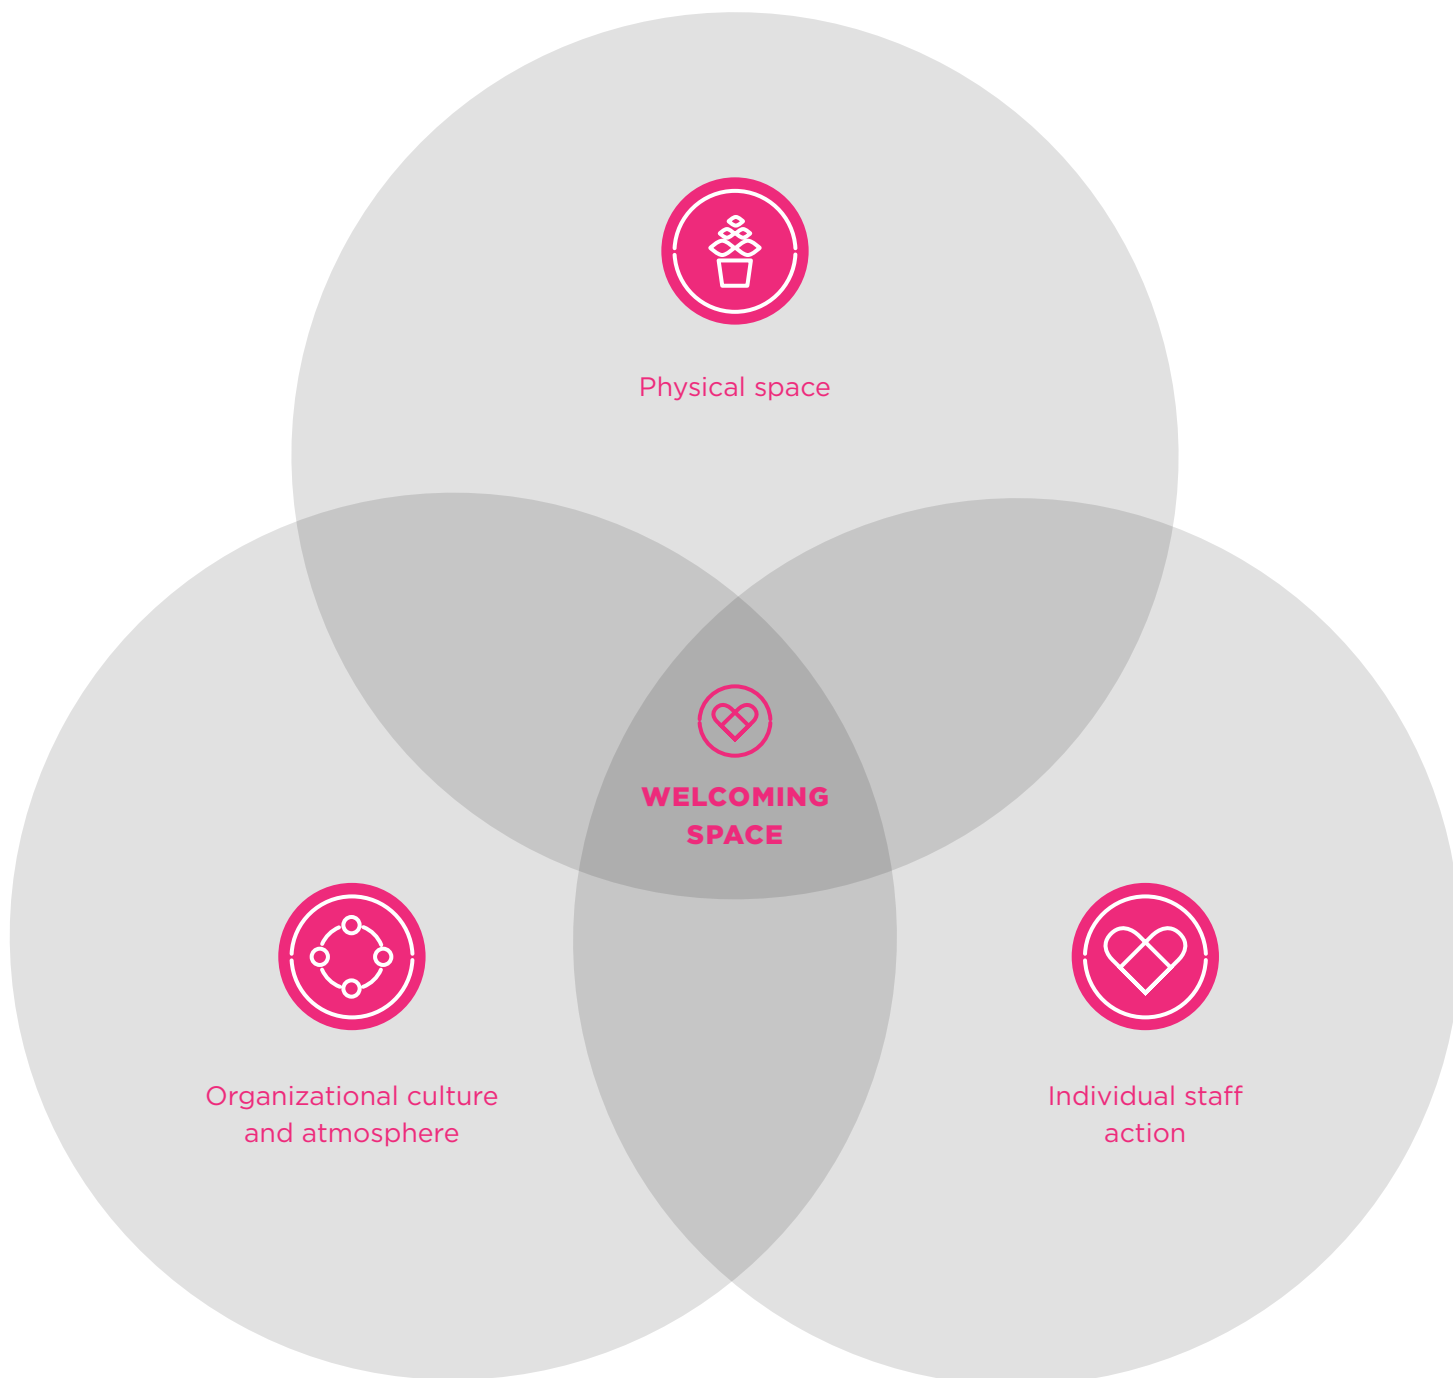 Physical space
WELCOMING
SPACE
Organizational culture
and atmosphere
Individual staff
action